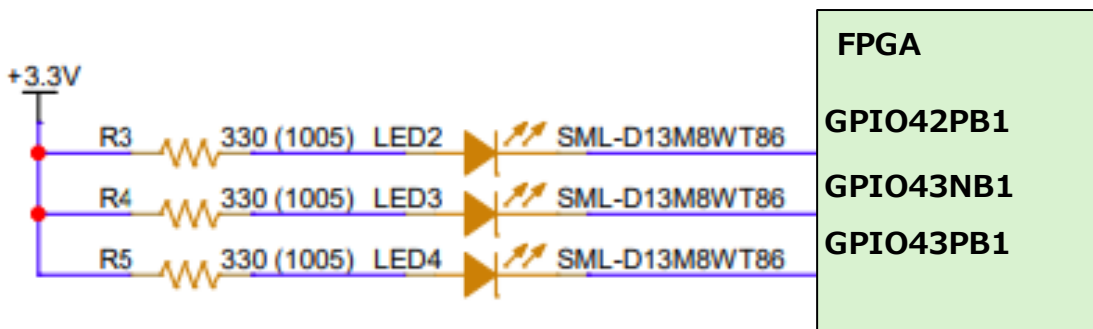 FPGA
+3.3V
R3 330 (1005) LED2 SML-D13M8WT86 GPIO42PB1
R4 330 (1005) LED3 SML-D13M8WT86 GPIO43NB1
R5 330 (1005) LED4 SML-D13M8WT86 GPIO43PB1